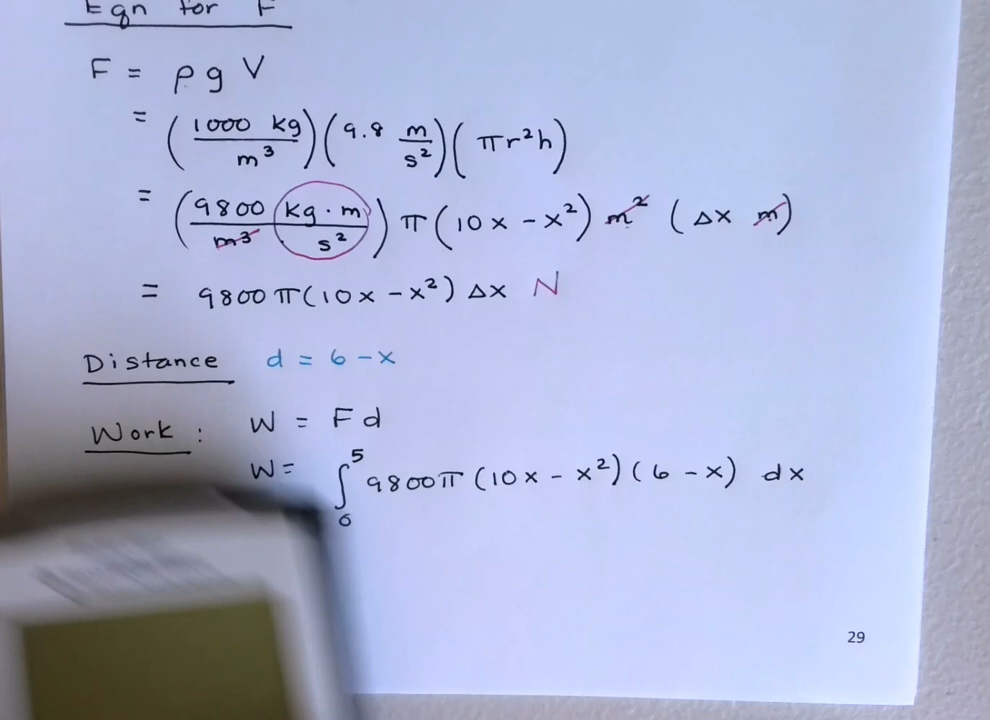 Eqn for F
F = ρ g V
= (1000 kg / m³)(9.8 m / s²)(πr²h)
= (9800 kg·m / m³ s²) π (10x - x²) m² (Δx m)
= 9800 π(10x - x²) Δx N
Distance d = 6 - x
Work : W = Fd
W = ∫₀⁵ 9800π (10x - x²)(6 - x) dx
29